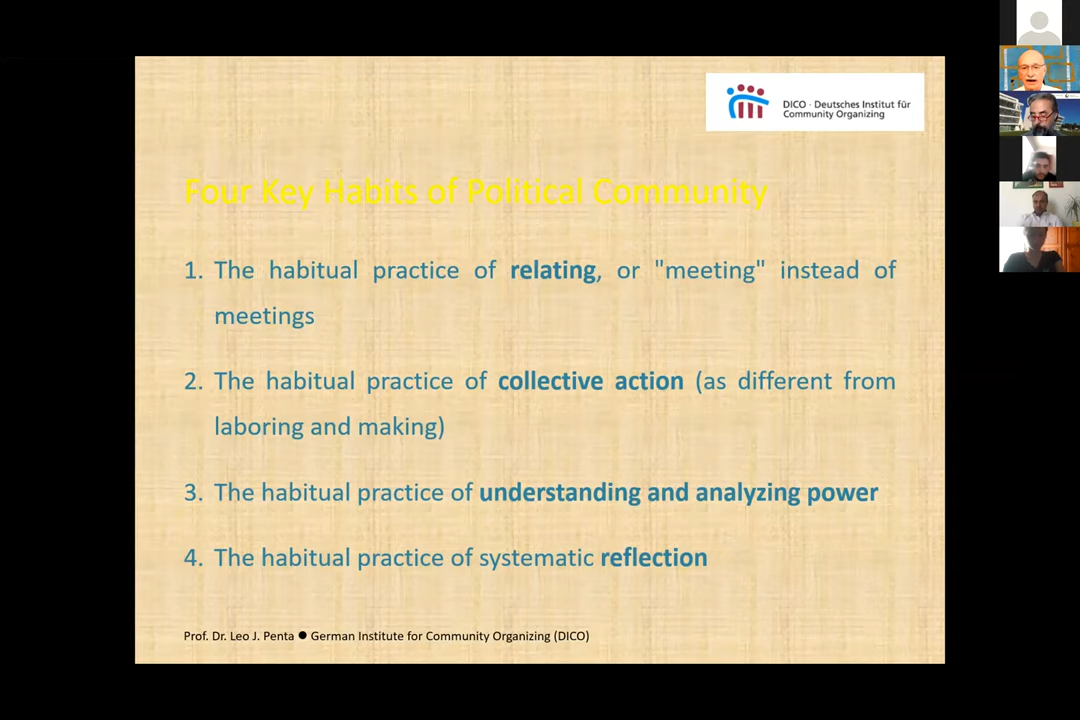 DICO · Deutsches Institut für
Community Organizing
Four Key Habits of Political Community
1. The habitual practice of relating, or "meeting" instead of
meetings
2. The habitual practice of collective action (as different from
laboring and making)
3. The habitual practice of understanding and analyzing power
4. The habitual practice of systematic reflection
Prof. Dr. Leo J. Penta ● German Institute for Community Organizing (DICO)